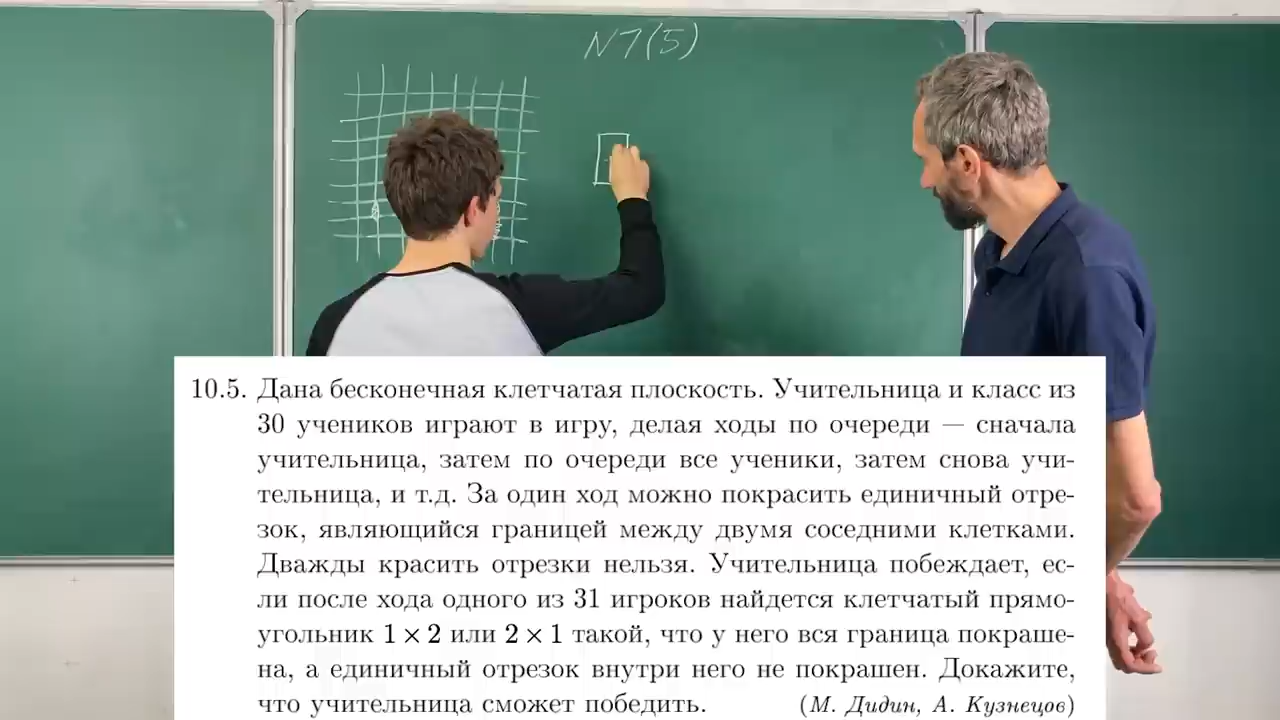 N7(5)
10.5. Дана бесконечная клетчатая плоскость. Учительница и класс из
30 учеников играют в игру, делая ходы по очереди — сначала
учительница, затем по очереди все ученики, затем снова учи-
тельница, и т.д. За один ход можно покрасить единичный отре-
зок, являющийся границей между двумя соседними клетками.
Дважды красить отрезки нельзя. Учительница побеждает, ес-
ли после хода одного из 31 игроков найдется клетчатый прямо-
угольник 1 × 2 или 2 × 1 такой, что у него вся граница покраше-
на, а единичный отрезок внутри него не покрашен. Докажите,
что учительница сможет победить. (М. Дидин, А. Кузнецов)